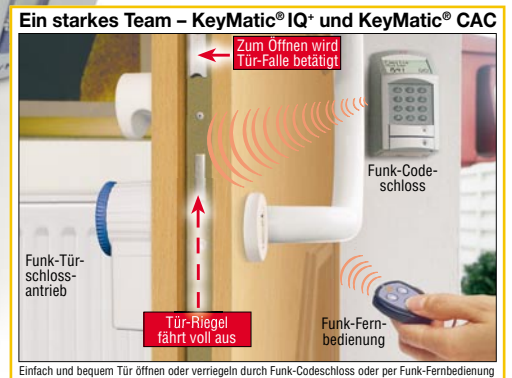 Ein starkes Team – KeyMatic® IQ⁺ und KeyMatic® CAC
Zum Öffnen wird
Tür-Falle betätigt
Funk-Code-
schloss
Funk-Tür-
schloss-
antrieb
Tür-Riegel
fährt voll aus
Funk-Fern-
bedienung
Einfach und bequem Tür öffnen oder verriegeln durch Funk-Codeschloss oder per Funk-Fernbedienung